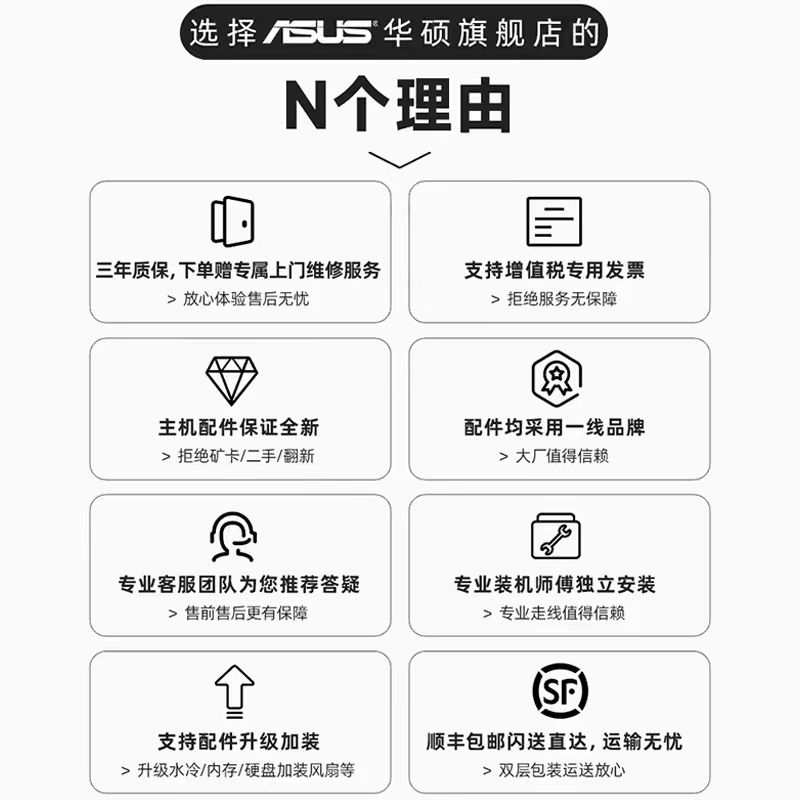 选择ASUS®华硕旗舰店的
N个理由
三年质保,下单赠专属上门维修服务
> 放心体验售后无忧
支持增值税专用发票
> 拒绝服务无保障
主机配件保证全新
> 拒绝矿卡/二手/翻新
配件均采用一线品牌
> 大厂值得信赖
专业客服团队为您推荐答疑
> 售前售后更有保障
专业装机师傅独立安装
> 专业走线值得信赖
支持配件升级加装
> 升级水冷/内存/硬盘加装风扇等
SF
顺丰包邮闪送直达,运输无忧
> 双层包装运送放心